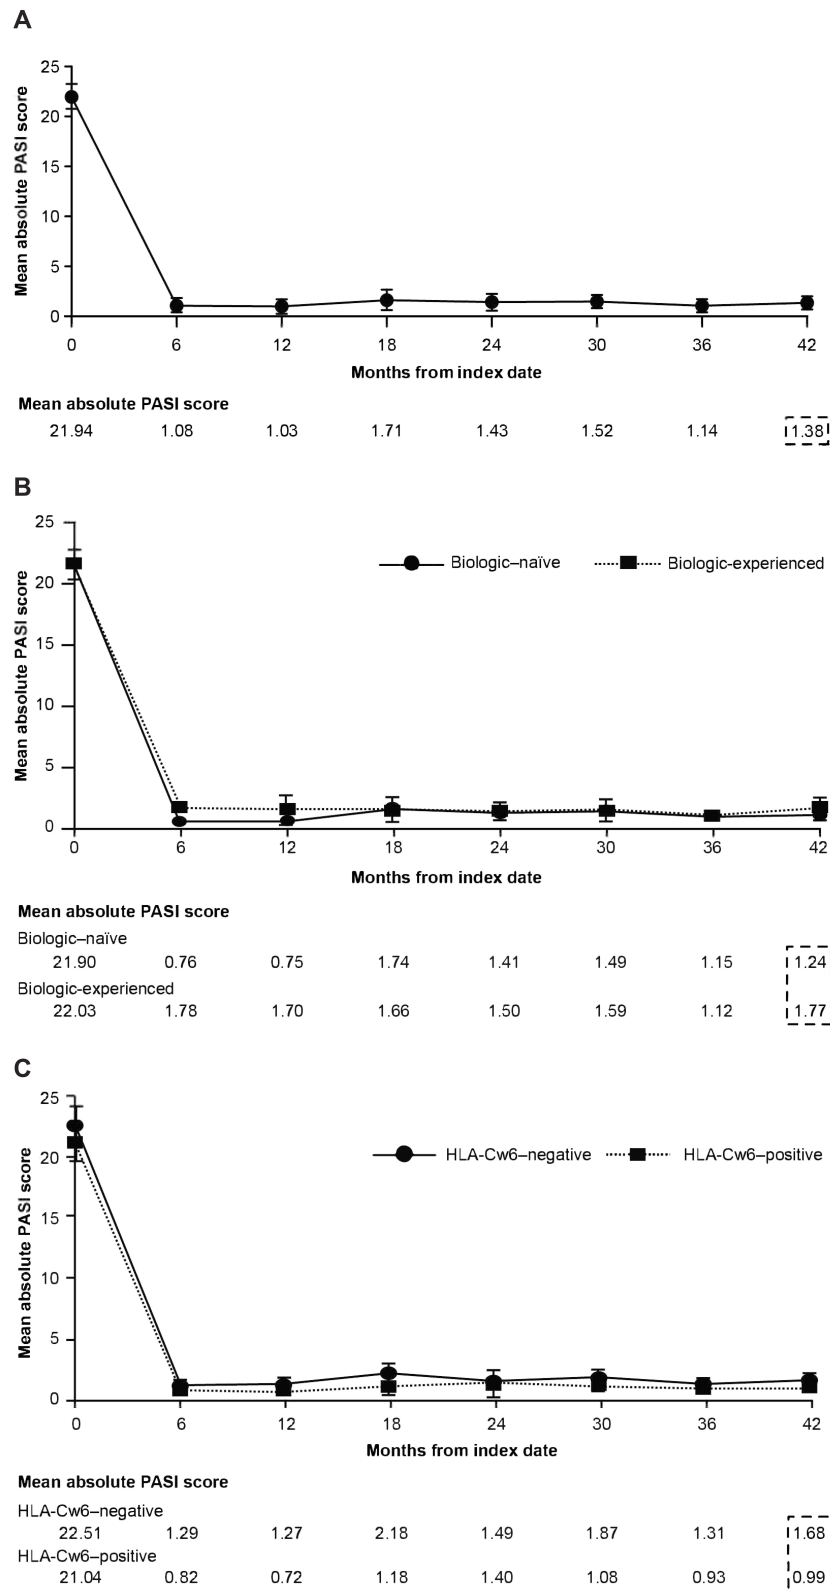 A
Mean absolute PASI score
25
20
15
10
5
0
0 6 12 18 24 30 36 42
Months from index date
Mean absolute PASI score
21.94 1.08 1.03 1.71 1.43 1.52 1.14 1.38
B
Mean absolute PASI score
25
20
15
10
5
0
Biologic–naïve Biologic-experienced
0 6 12 18 24 30 36 42
Months from index date
Mean absolute PASI score
Biologic–naïve
21.90 0.76 0.75 1.74 1.41 1.49 1.15 1.24
Biologic-experienced
22.03 1.78 1.70 1.66 1.50 1.59 1.12 1.77
C
Mean absolute PASI score
25
20
15
10
5
0
HLA-Cw6–negative HLA-Cw6–positive
0 6 12 18 24 30 36 42
Months from index date
Mean absolute PASI score
HLA-Cw6–negative
22.51 1.29 1.27 2.18 1.49 1.87 1.31 1.68
HLA-Cw6–positive
21.04 0.82 0.72 1.18 1.40 1.08 0.93 0.99